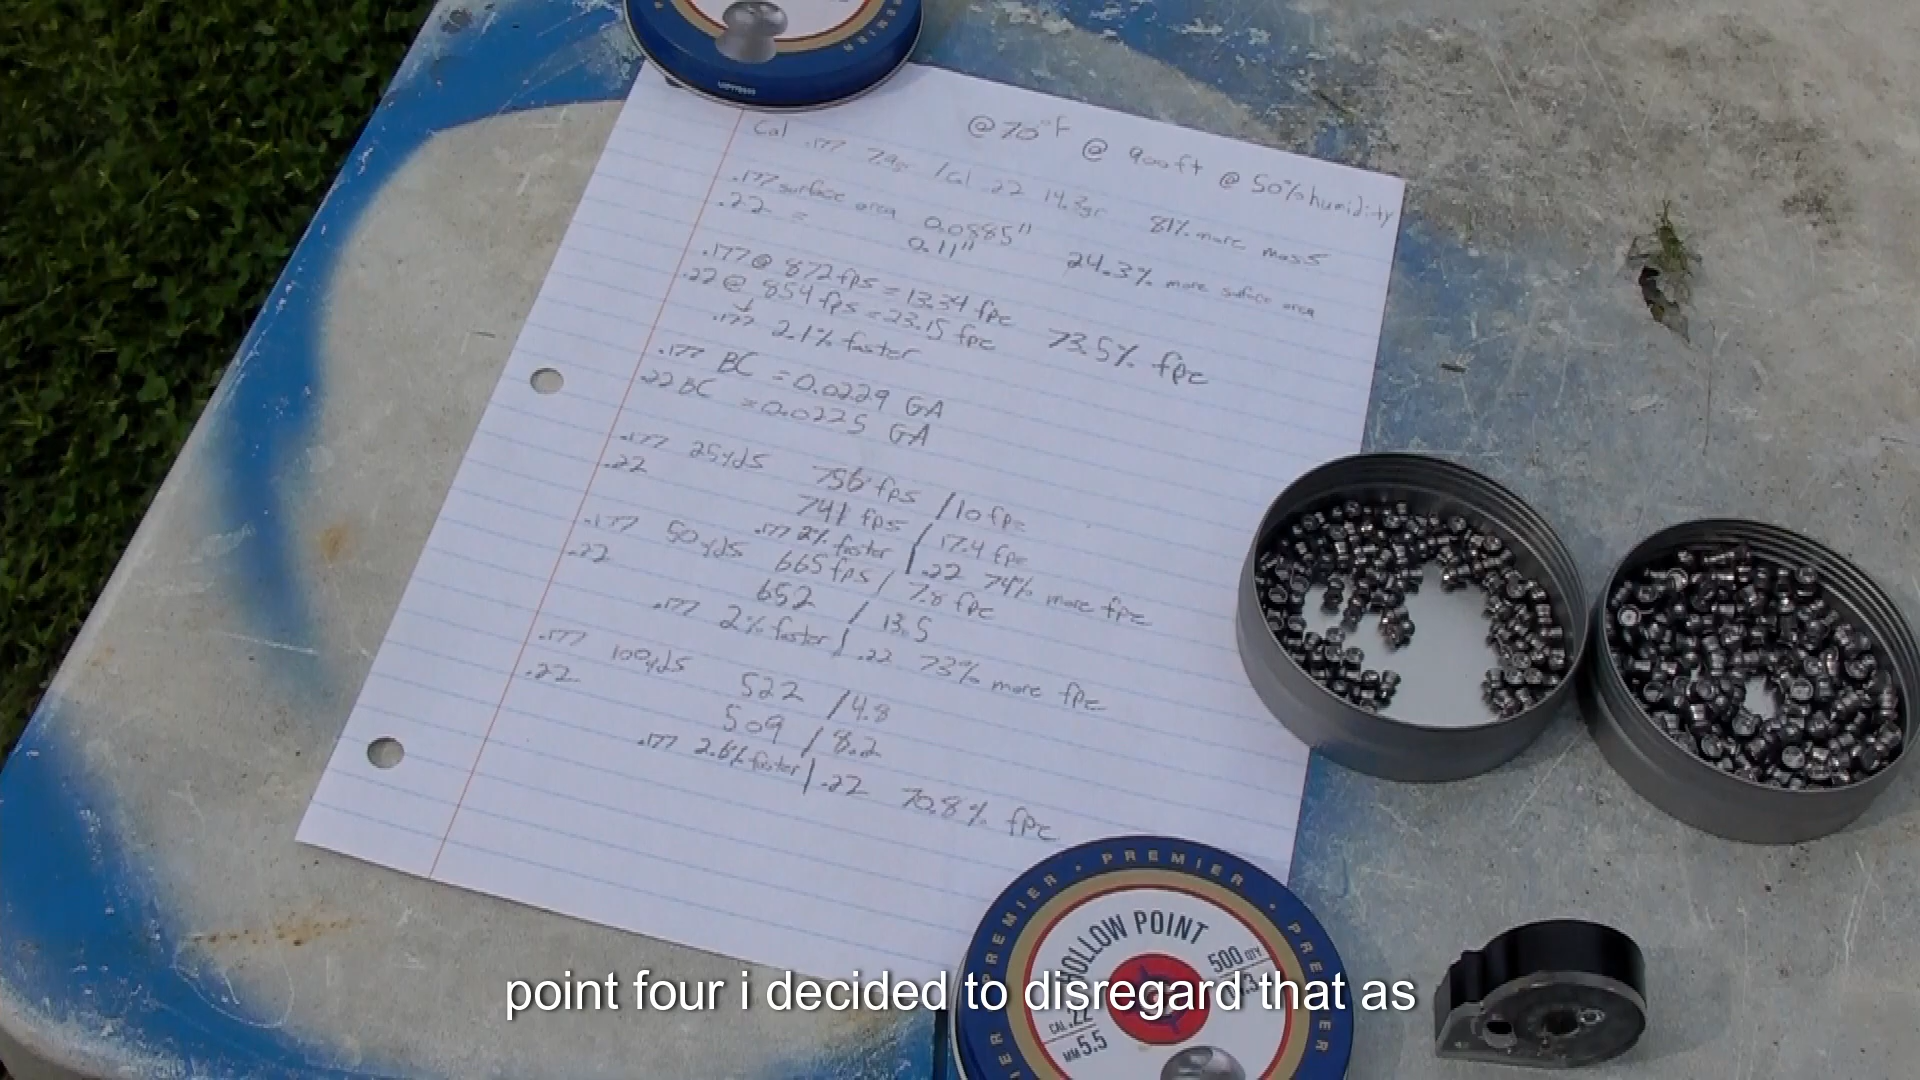 PREMIER
@ 70°F @ 900ft @ 50% humidity
Cal .177 7.9gr / Cal .22 14.3gr 81% more mass
.177 surface area 0.0885"
.22 = 0.11" 24.3% more surface area
.177 @ 872 fps = 13.34 fpe
.22 @ 854 fps = 23.15 fpe 73.5% fpe
.177 2.1% faster
.177 BC = 0.0229 GA
.22 BC = 0.0225 GA
.177 25yds 756 fps / 10 fpe
.22 741 fps / 17.4 fpe
.177 2% faster | .22 74% more fpe
.177 50yds 665 fps / 7.8 fpe
.22 652 / 13.5
.177 2% faster | .22 73% more fpe
.177 100yds 522 / 4.8
.22 509 / 8.2
.177 2.6% faster | .22 70.8% fpe
PREMIER • PREMIER • PREMIER
HOLLOW POINT
500 QTY
CAL .22
MM 5.5
point four i decided to disregard that as